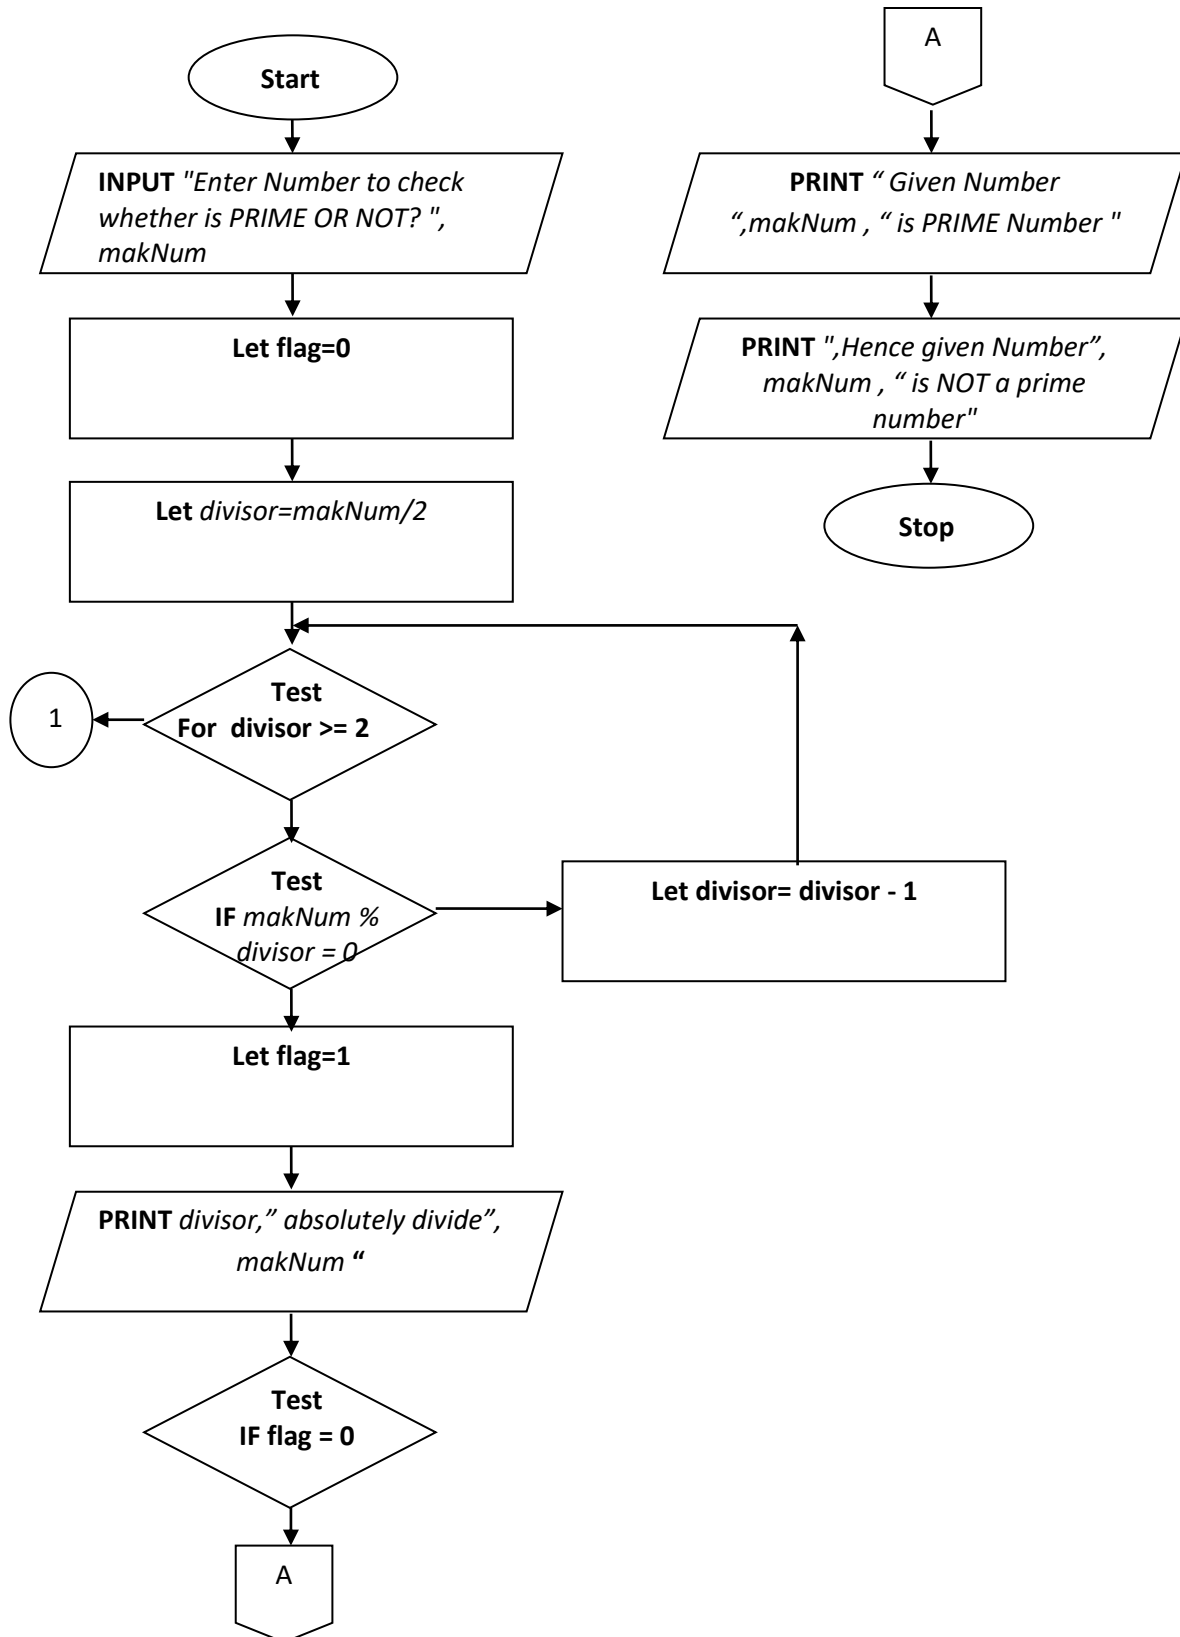 Start
INPUT "Enter Number to check
whether is PRIME OR NOT? ",
makNum
Let flag=0
Let divisor=makNum/2
Test
For divisor >= 2
1
Test
IF makNum %
divisor = 0
Let divisor= divisor - 1
Let flag=1
PRINT divisor,” absolutely divide”,
makNum “
Test
IF flag = 0
A
A
PRINT “ Given Number
“,makNum , “ is PRIME Number "
PRINT ",Hence given Number”,
makNum , “ is NOT a prime
number"
Stop